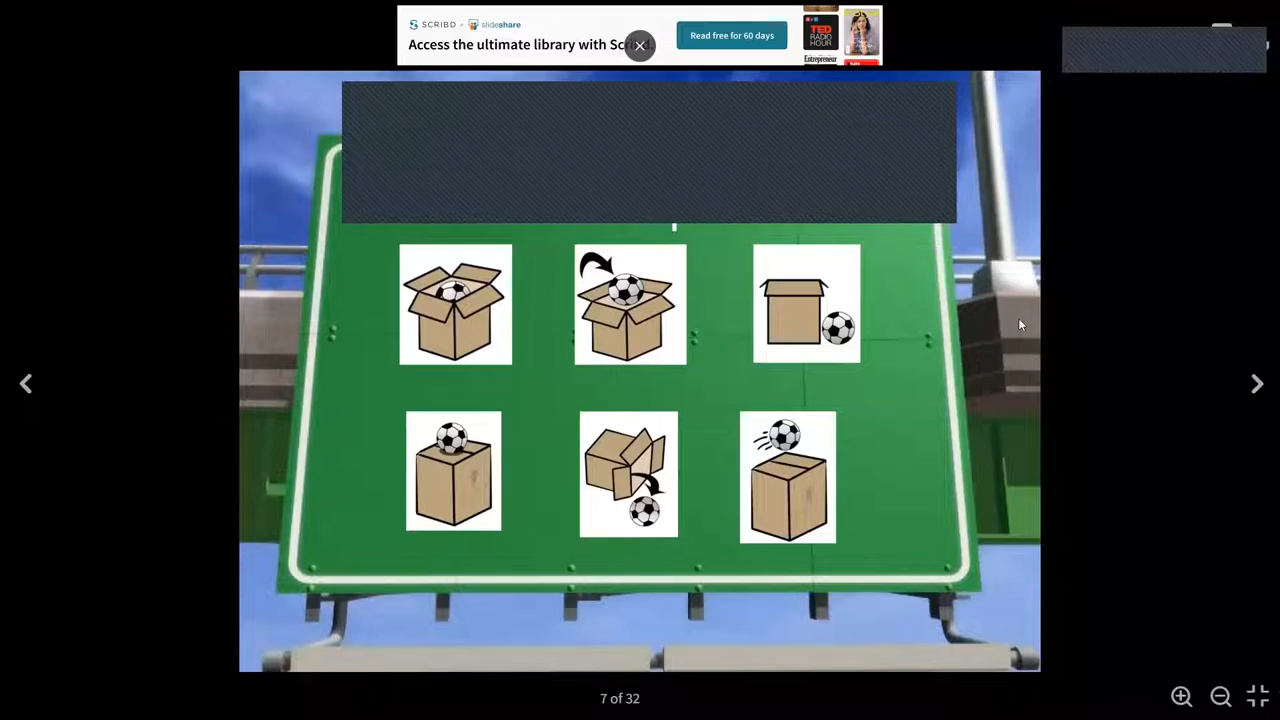 SCRIBD + slideshare
Access the ultimate library with Scri
Read free for 60 days
TED
RADIO
HOUR
Entrepreneur
7 of 32